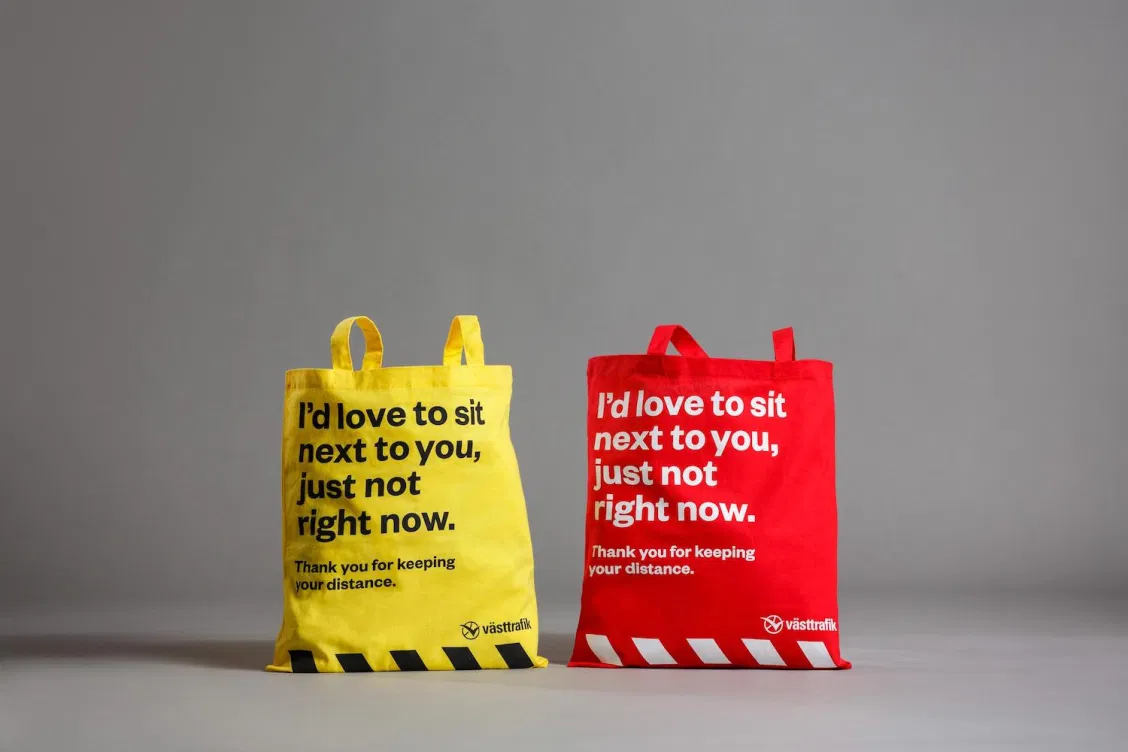 I'd love to sit
next to you,
just not
right now.
Thank you for keeping
your distance.
västtrafik
I'd love to sit
next to you,
just not
right now.
Thank you for keeping
your distance.
västtrafik